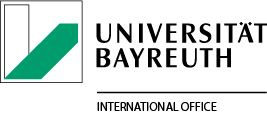 UNIVERSITÄT
BAYREUTH
INTERNATIONAL OFFICE